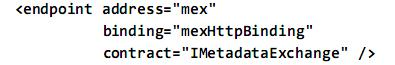 <endpoint address="mex"
binding="mexHttpBinding"
contract="IMetadataExchange" />